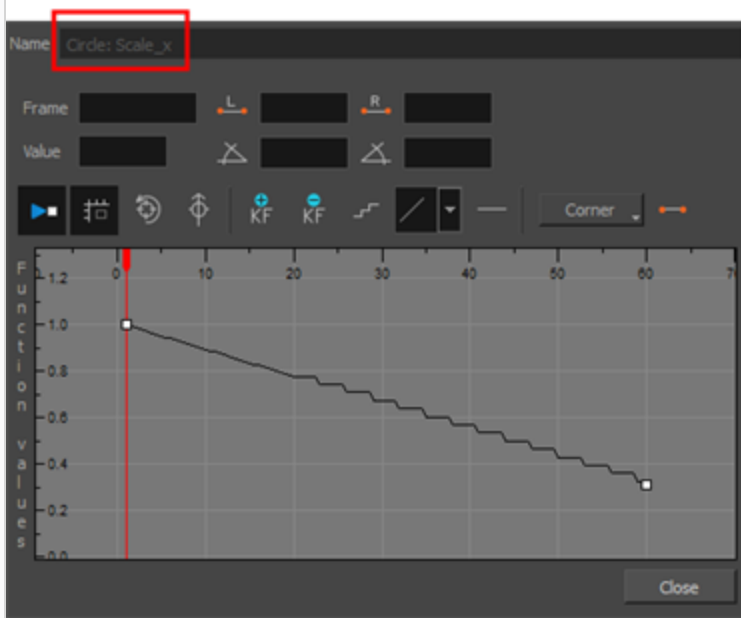 Name Circle: Scale_x
Frame L R
Value
KF KF Corner
Function values
0 10 20 30 40 50 60 70
1.2
1.0
0.8
0.6
0.4
0.2
0.0
Close